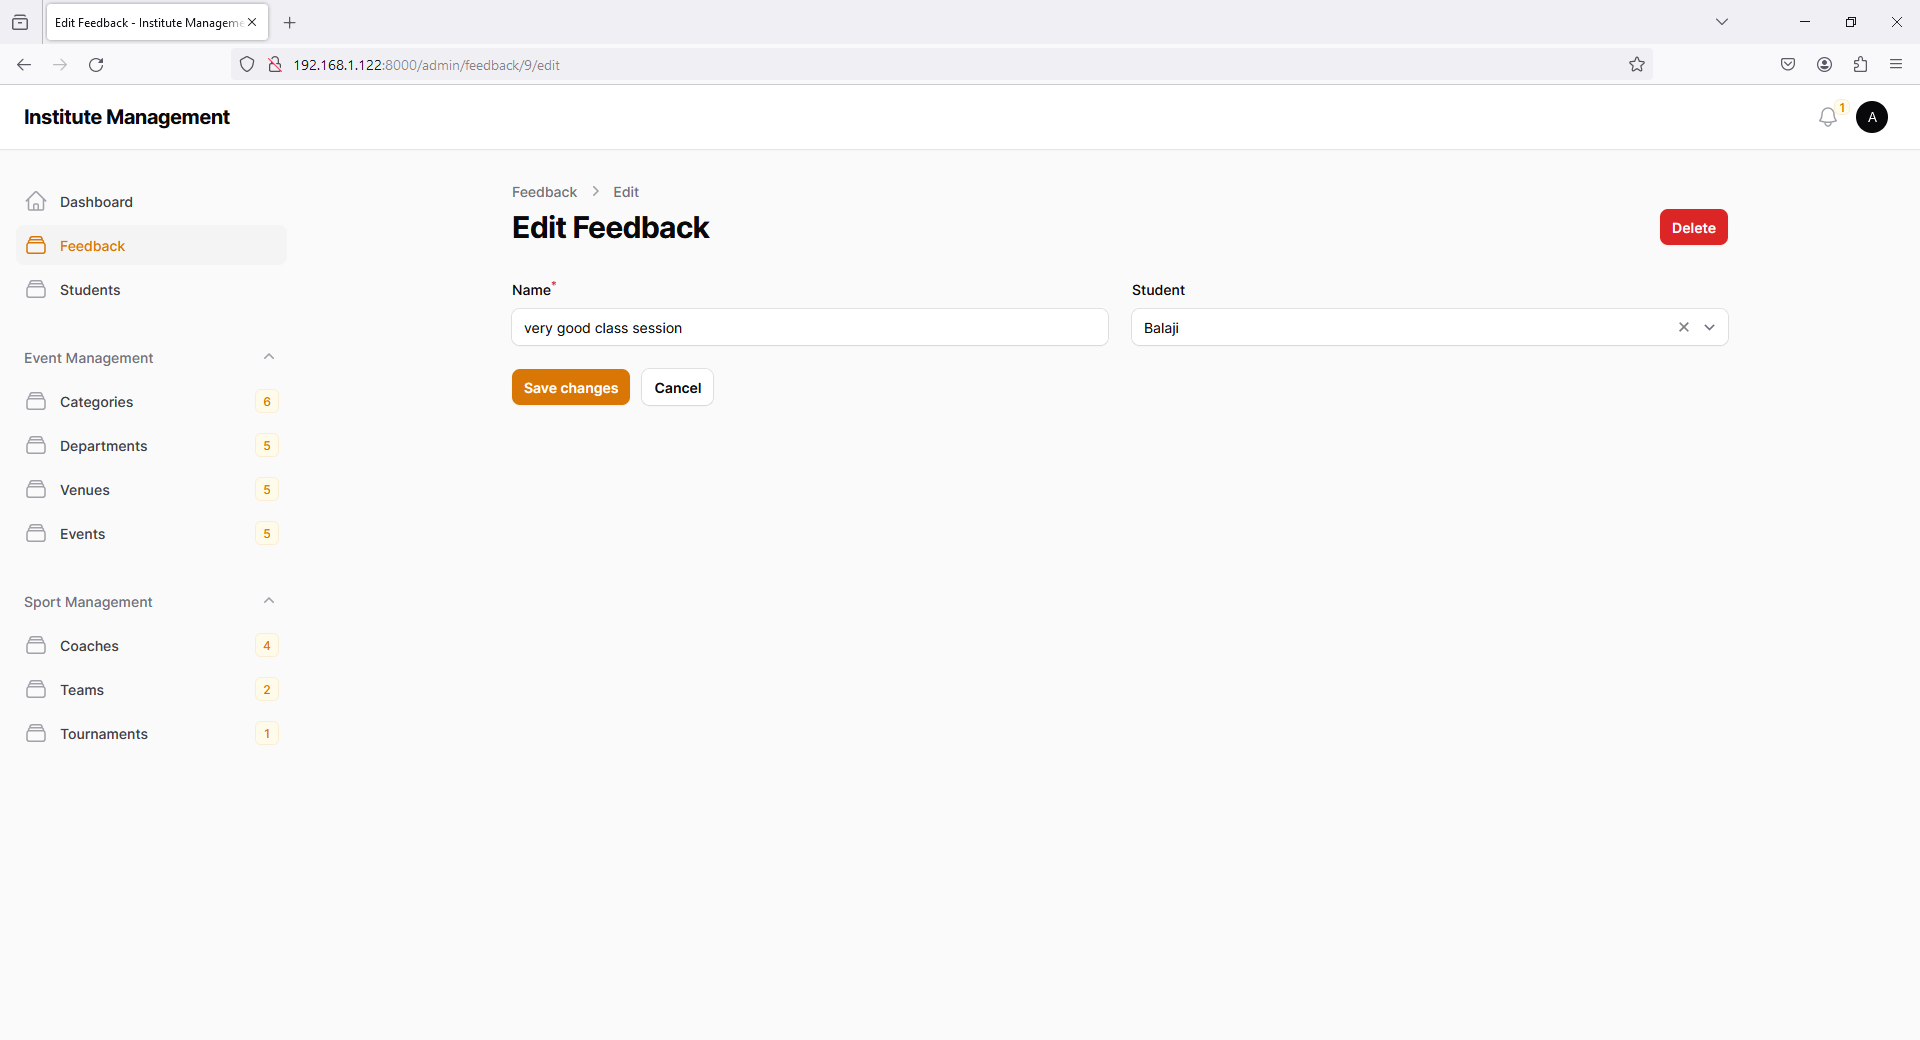 Edit Feedback - Institute Managem
192.168.1.122:8000/admin/feedback/9/edit
Institute Management
1
A
Dashboard
Feedback
Students
Event Management
Categories 6
Departments 5
Venues 5
Events 5
Sport Management
Coaches 4
Teams 2
Tournaments 1
Feedback > Edit
Edit Feedback
Delete
Name*
very good class session
Student
Balaji
Save changes
Cancel